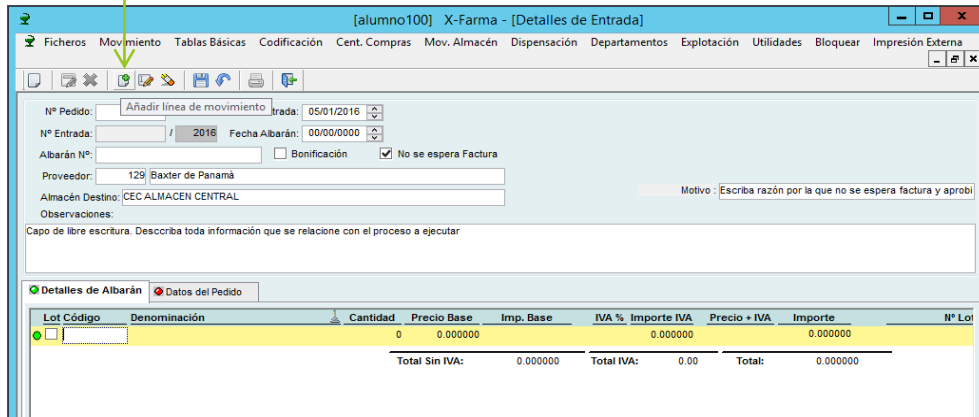 [alumno100] X-Farma - [Detalles de Entrada]
Ficheros Movimiento Tablas Básicas Codificación Cent. Compras Mov. Almacén Dispensación Departamentos Explotación Utilidades Bloquear Impresión Externa
Nº Pedido: trada: 05/01/2016
Añadir línea de movimiento
Nº Entrada: / 2016 Fecha Albarán: 00/00/0000
Albarán Nº: Bonificación No se espera Factura
Proveedor: 129 Baxter de Panamà
Almacén Destino: CEC ALMACEN CENTRAL Motivo : Escriba razón por la que no se espera factura y aprobi
Observaciones:
Capo de libre escritura. Desccriba toda información que se relacione con el proceso a ejecutar
Detalles de Albarán Datos del Pedido
Lot Código Denominación Cantidad Precio Base Imp. Base IVA % Importe IVA Precio + IVA Importe Nº Lot
0 0.000000 0.000000 0.000000
Total Sin IVA: 0.000000 Total IVA: 0.00 Total: 0.000000